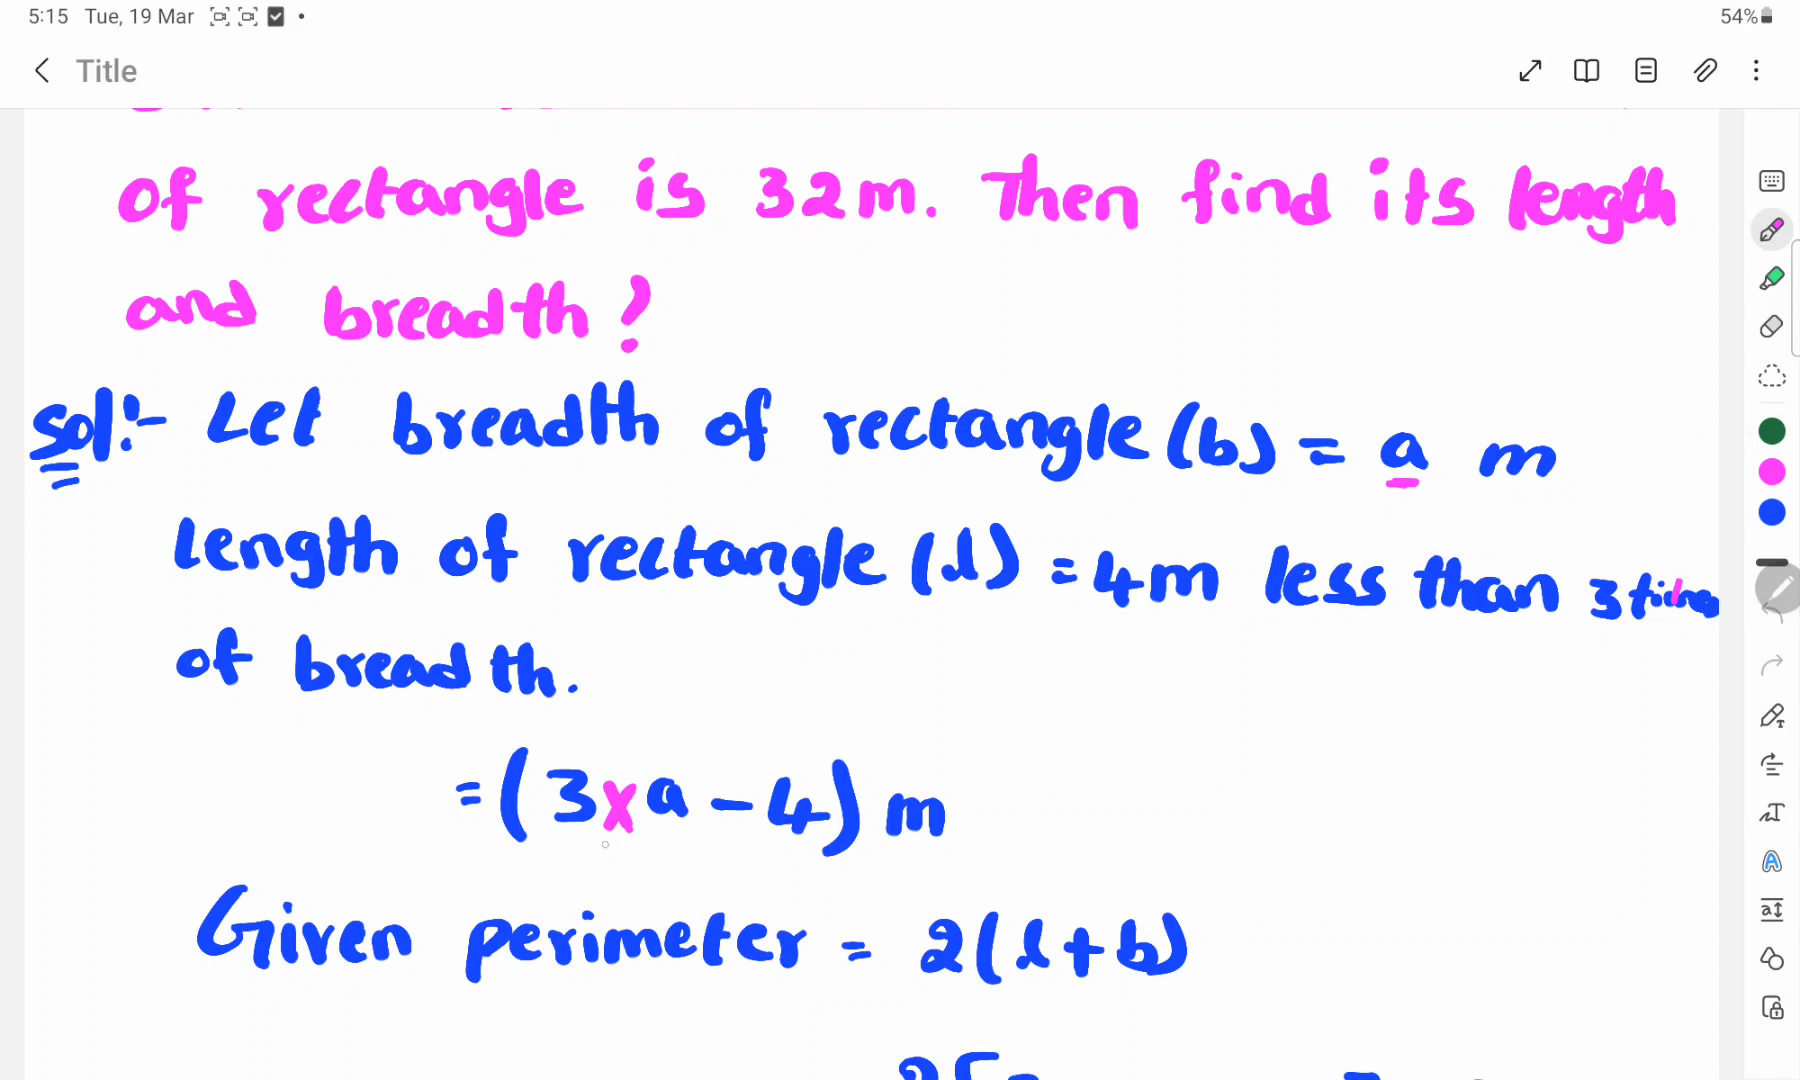 5:15 Tue, 19 Mar
54%
Title
of rectangle is 32m. Then find its length
and breadth?
Sol:- Let breadth of rectangle (b) = a m
length of rectangle (l) = 4m less than 3 times
of breadth.
= (3xa - 4) m
Given perimeter = 2(l+b)